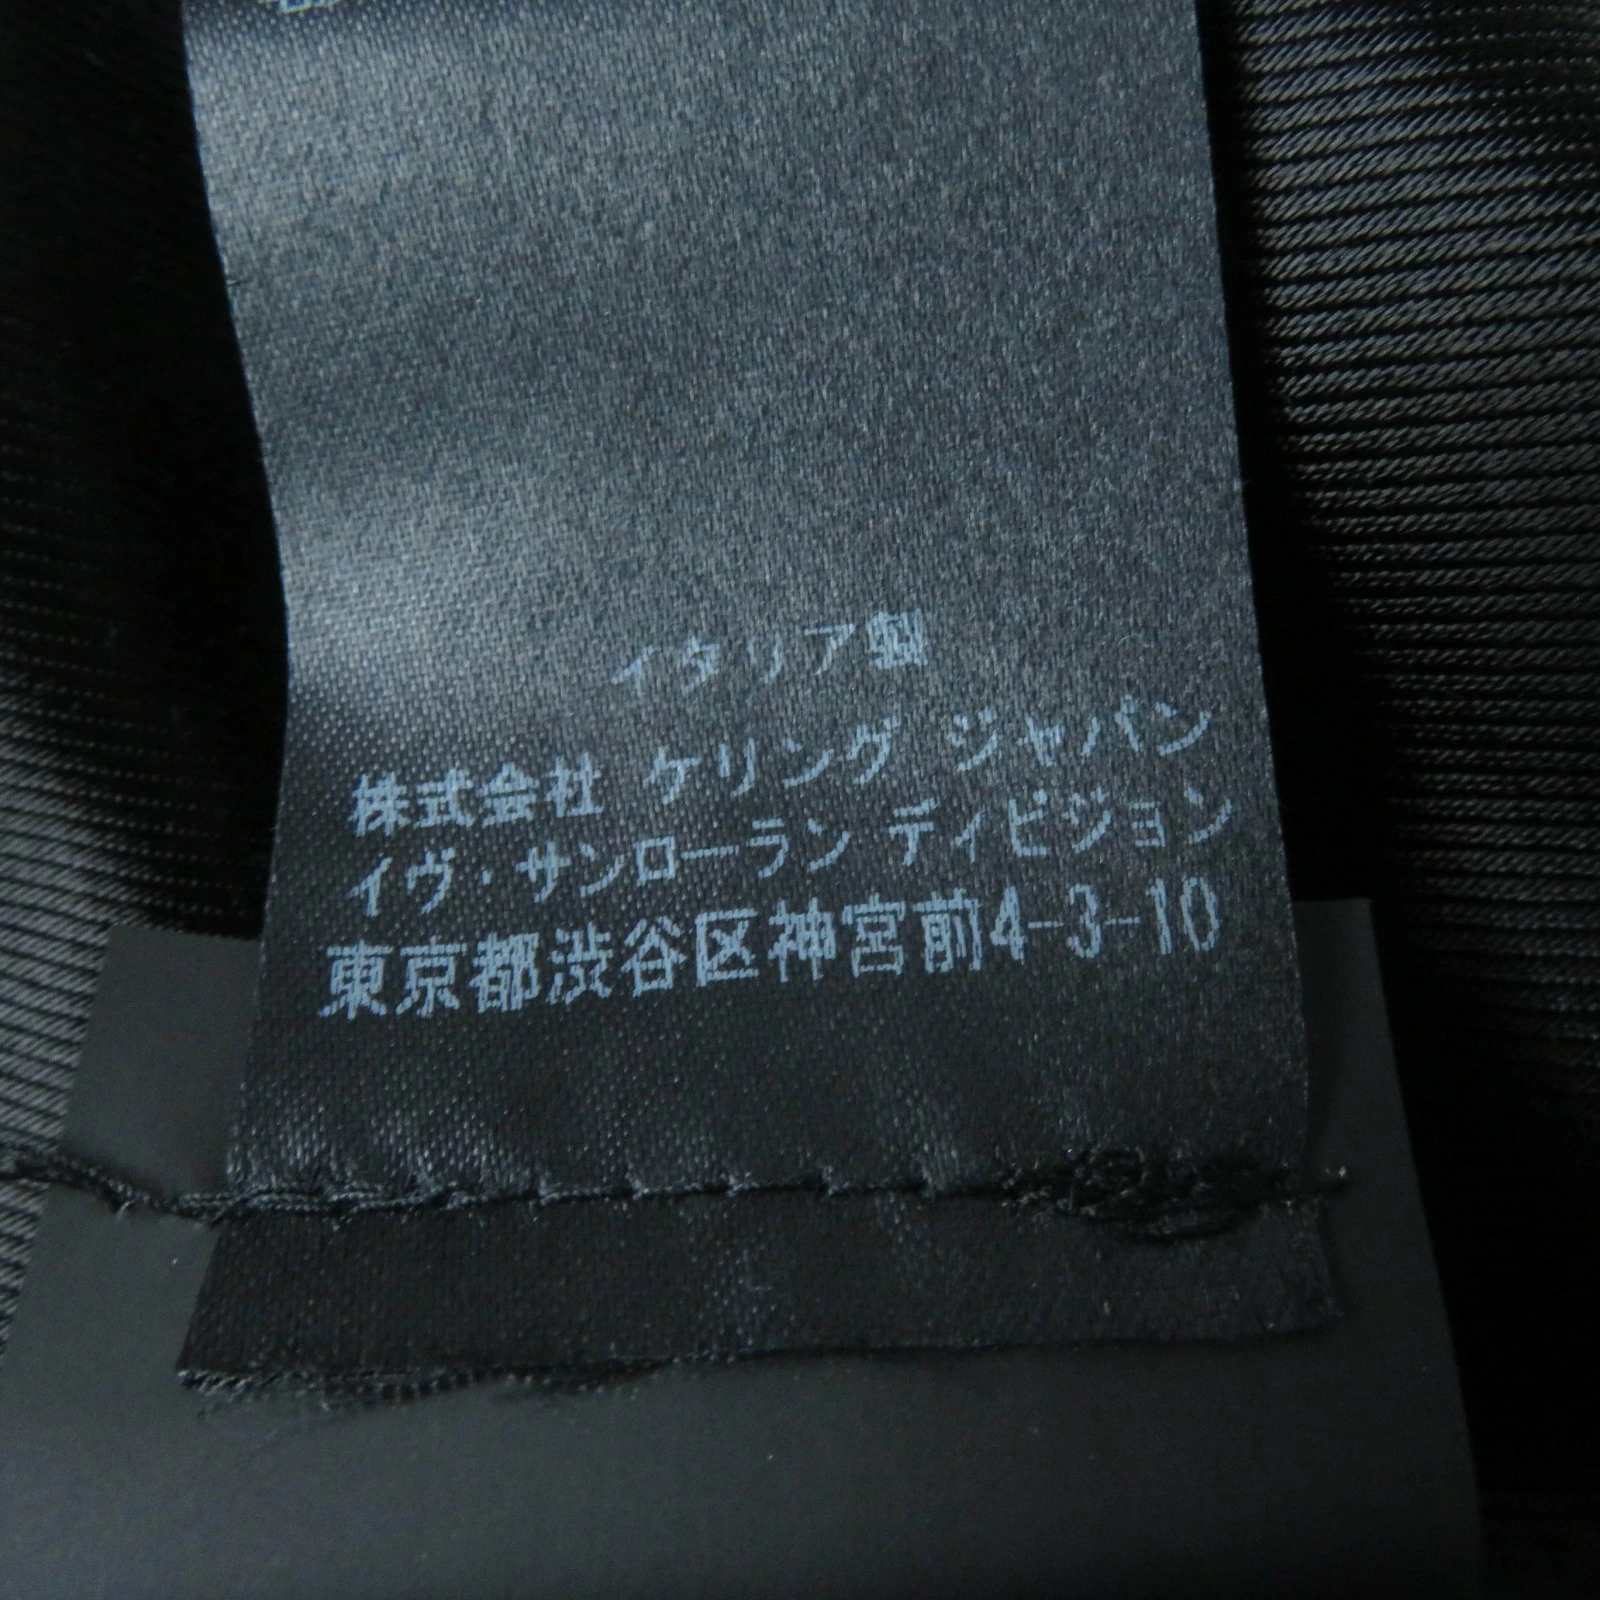 イタリア製
株式会社 ケリング ジャパン
イヴ・サンローラン ディビジョン
東京都渋谷区神宮前4-3-10